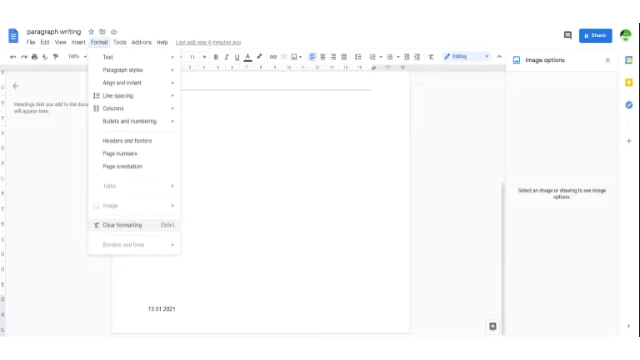 paragraph writing
File Edit View Insert Format Tools Add-ons Help Last edit was 4 minutes ago
Share
100% 11 B I U A Editing
Image options
Text
Paragraph styles
Align and indent
Line spacing
Columns
Bullets and numbering
Headers and footers
Page numbers
Page orientation
Table
Image
Clear formatting
Borders and lines
Headings that you add to the
will appear here.
Select an image or drawing to see image
options.
13.01.2021